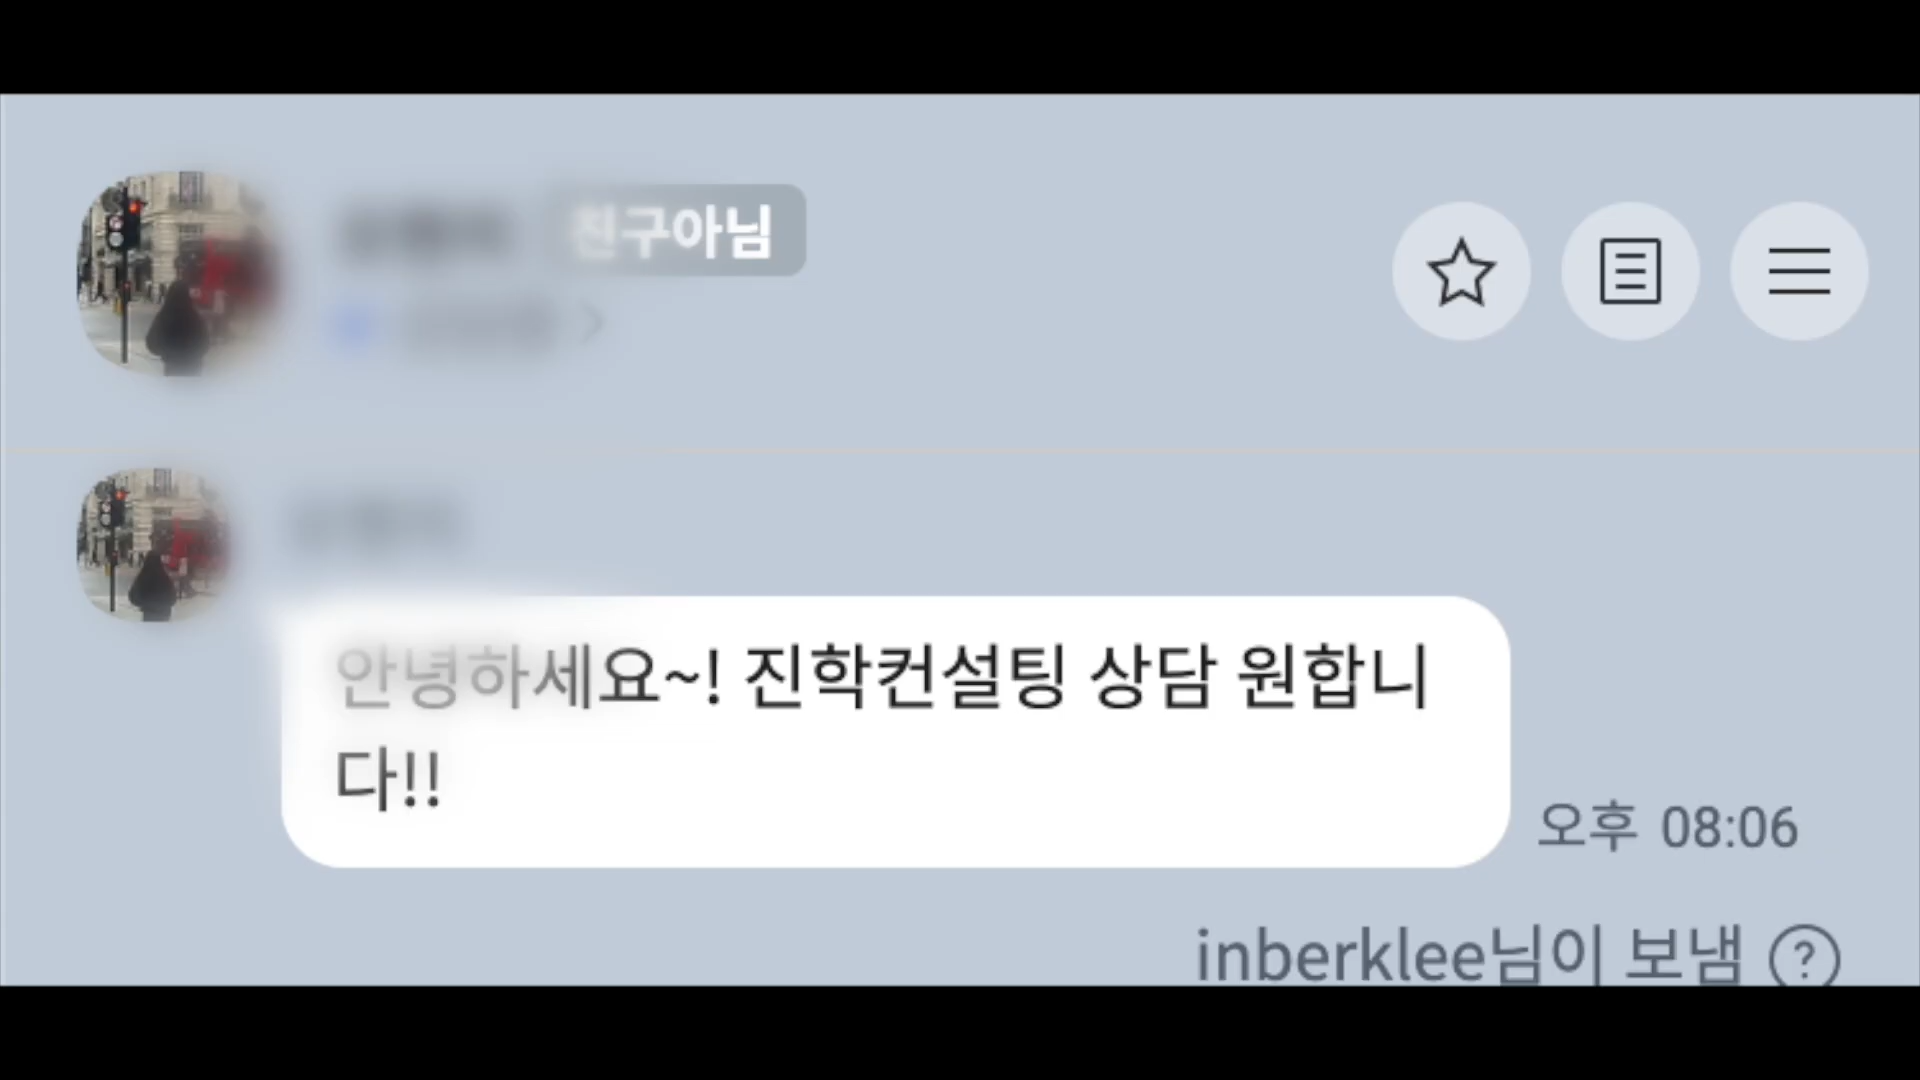 친구아님
안녕하세요~! 진학컨설팅 상담 원합니
다!!
오후 08:06
inberklee님이 보냄 ?